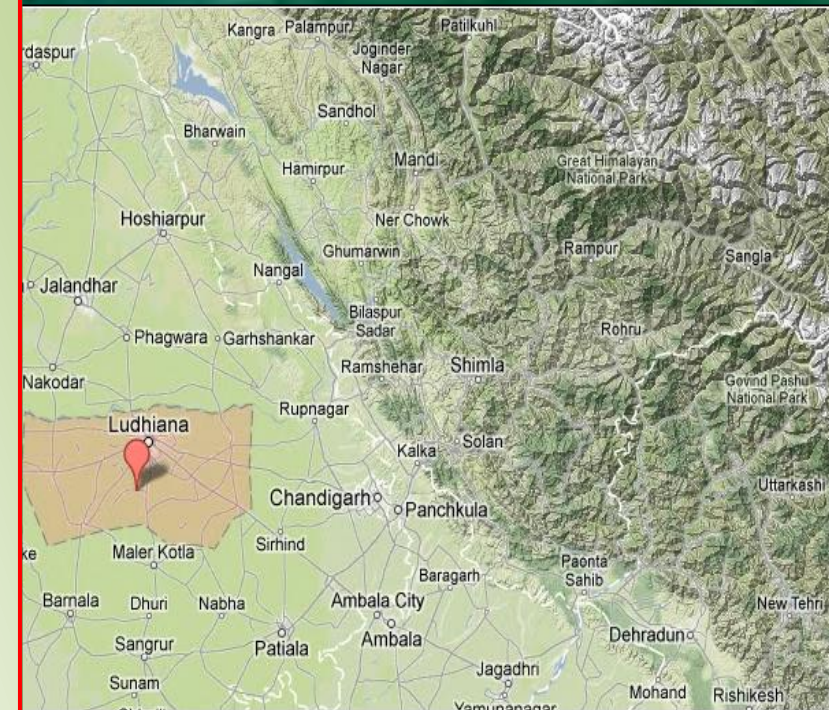 Kangra
Palampur
Patilkuhl
rdaspur
Joginder
Nagar
Sandhol
Bharwain
Hamirpur
Mandi
Great Himalayan
National Park
Hoshiarpur
Ner Chowk
Ghumarwin
Rampur
Sangla
Nangal
Jalandhar
Bilaspur
Sadar
Phagwara
Garhshankar
Rohru
Ramshehar
Shimla
Nakodar
Govind Pashu
National Park
Rupnagar
Ludhiana
Kalka
Solan
Uttarkashi
Chandigarh
Panchkula
Sirhind
ke
Maler Kotla
Paonta
Sahib
Baragarh
Barnala
Dhuri
Nabha
Ambala City
New Tehri
Ambala
Dehradun
Sangrur
Patiala
Jagadhri
Sunam
Mohand
Rishikesh
Yamunanagar